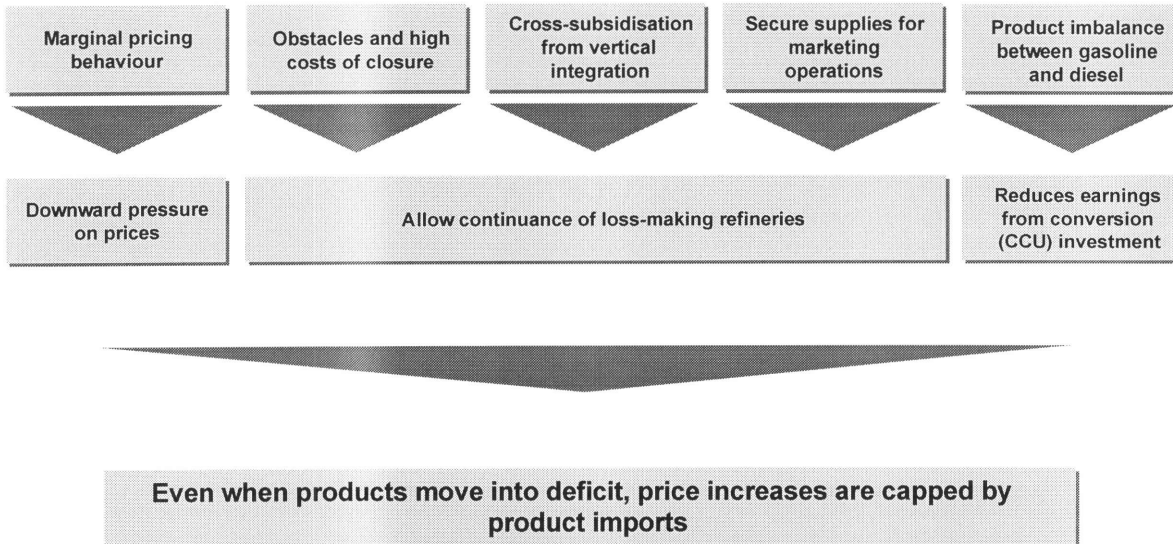 Marginal pricing
behaviour
Obstacles and high
costs of closure
Cross-subsidisation
from vertical
integration
Secure supplies for
marketing
operations
Product imbalance
between gasoline
and diesel
Downward pressure
on prices
Allow continuance of loss-making refineries
Reduces earnings
from conversion
(CCU) investment
Even when products move into deficit, price increases are capped by
product imports